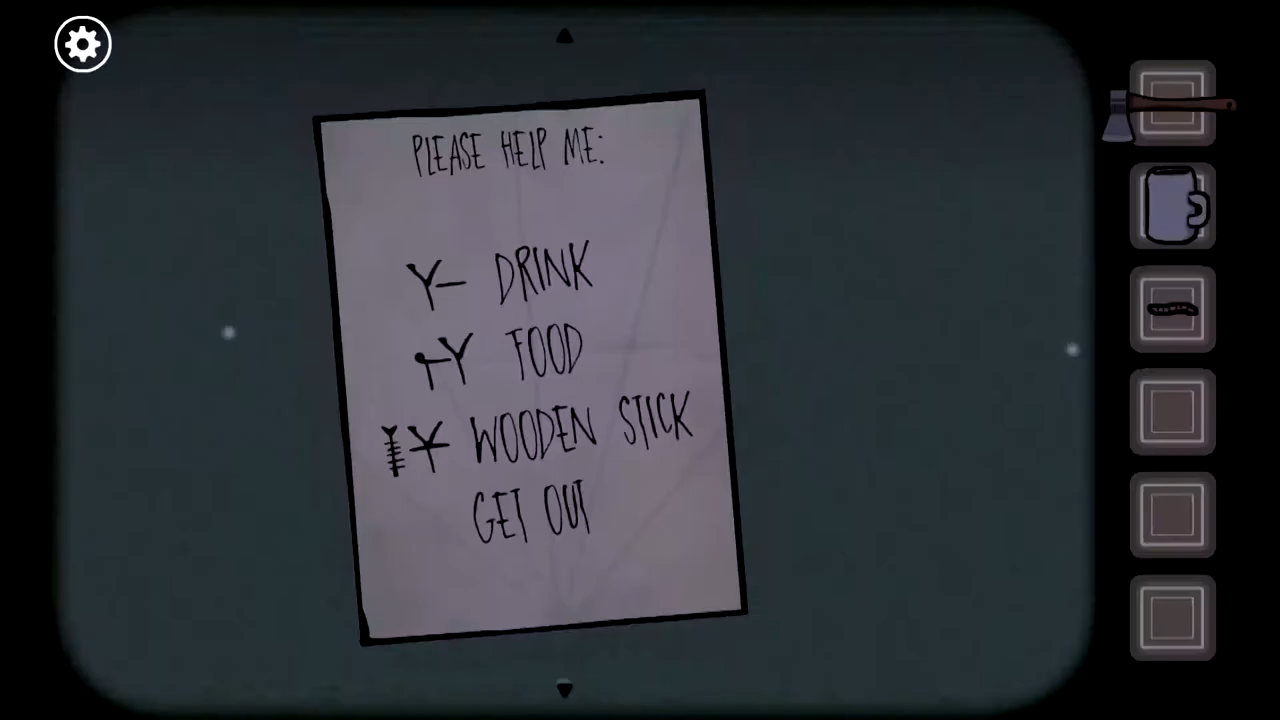 PLEASE HELP ME:
DRINK
FOOD
WOODEN STICK
GET OUT